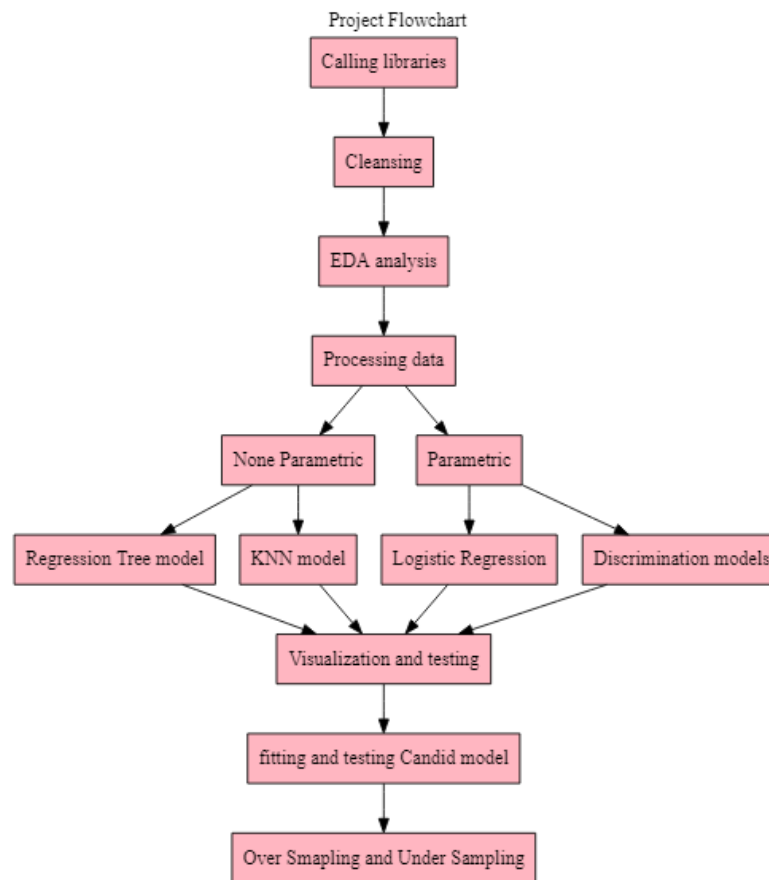 Project Flowchart
Calling libraries
Cleansing
EDA analysis
Processing data
None Parametric
Parametric
Regression Tree model
KNN model
Logistic Regression
Discrimination models
Visualization and testing
fitting and testing Candid model
Over Smapling and Under Sampling